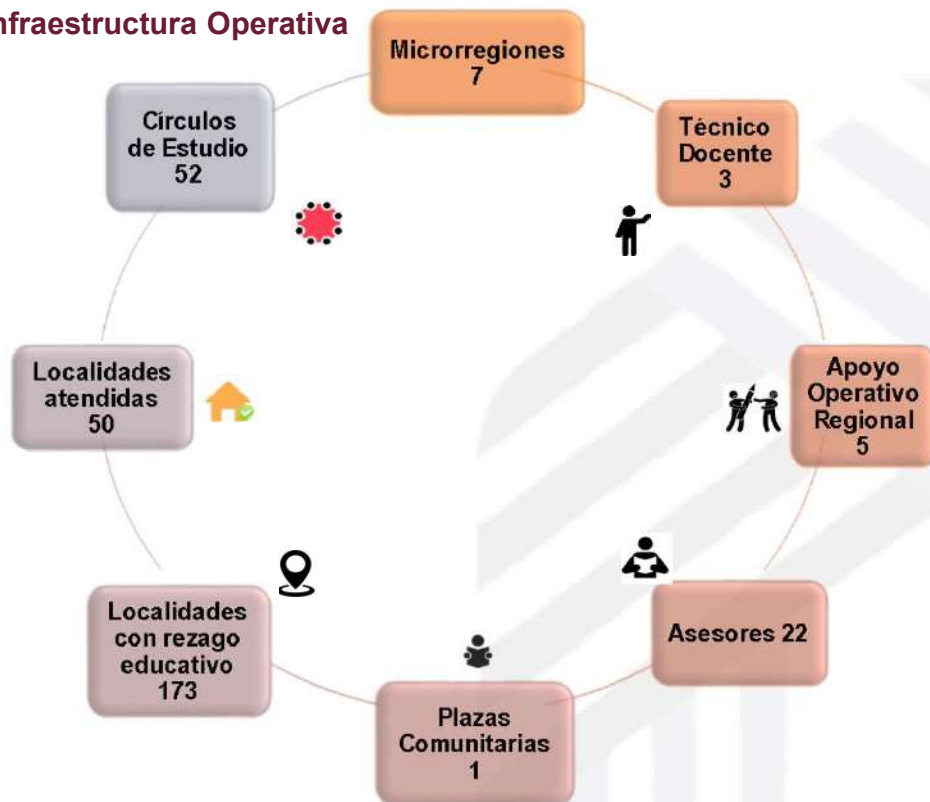 nfraestructura Operativa
Microrregiones
7
Técnico
Docente
3
Apoyo
Operativo
Regional
5
Asesores 22
Plazas
Comunitarias
1
Localidades
con rezago
educativo
173
Localidades
atendidas
50
Círculos
de Estudio
52